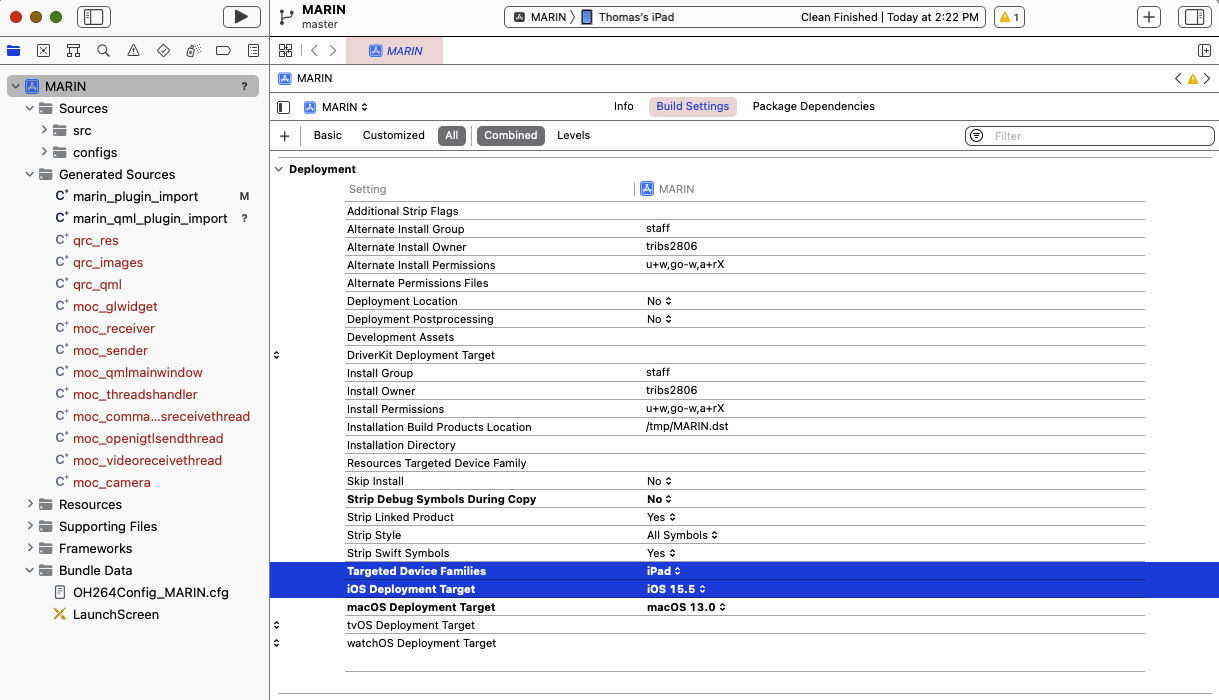 MARIN
master
MARIN 〉 Thomas's iPad
Clean Finished | Today at 2:22 PM
1
MARIN
MARIN
MARIN
Info
Build Settings
Package Dependencies
Basic
Customized
All
Combined
Levels
Filter
MARIN ?
Sources
src
configs
Generated Sources
C+ marin_plugin_import M
C+ marin_qml_plugin_import ?
C+ qrc_res
C+ qrc_images
C+ qrc_qml
C+ moc_glwidget
C+ moc_receiver
C+ moc_sender
C+ moc_qmlmainwindow
C+ moc_threadshandler
C+ moc_comma...sreceivethread
C+ moc_openigtlsendthread
C+ moc_videoreceivethread
C+ moc_camera
Resources
Supporting Files
Frameworks
Bundle Data
OH264Config_MARIN.cfg
LaunchScreen
Deployment
Setting MARIN
Additional Strip Flags
Alternate Install Group staff
Alternate Install Owner tribs2806
Alternate Install Permissions u+w,go-w,a+rX
Alternate Permissions Files
Deployment Location No
Deployment Postprocessing No
Development Assets
DriverKit Deployment Target
Install Group staff
Install Owner tribs2806
Install Permissions u+w,go-w,a+rX
Installation Build Products Location /tmp/MARIN.dst
Installation Directory
Resources Targeted Device Family
Skip Install No
Strip Debug Symbols During Copy No
Strip Linked Product Yes
Strip Style All Symbols
Strip Swift Symbols Yes
Targeted Device Families iPad
iOS Deployment Target iOS 15.5
macOS Deployment Target macOS 13.0
tvOS Deployment Target
watchOS Deployment Target